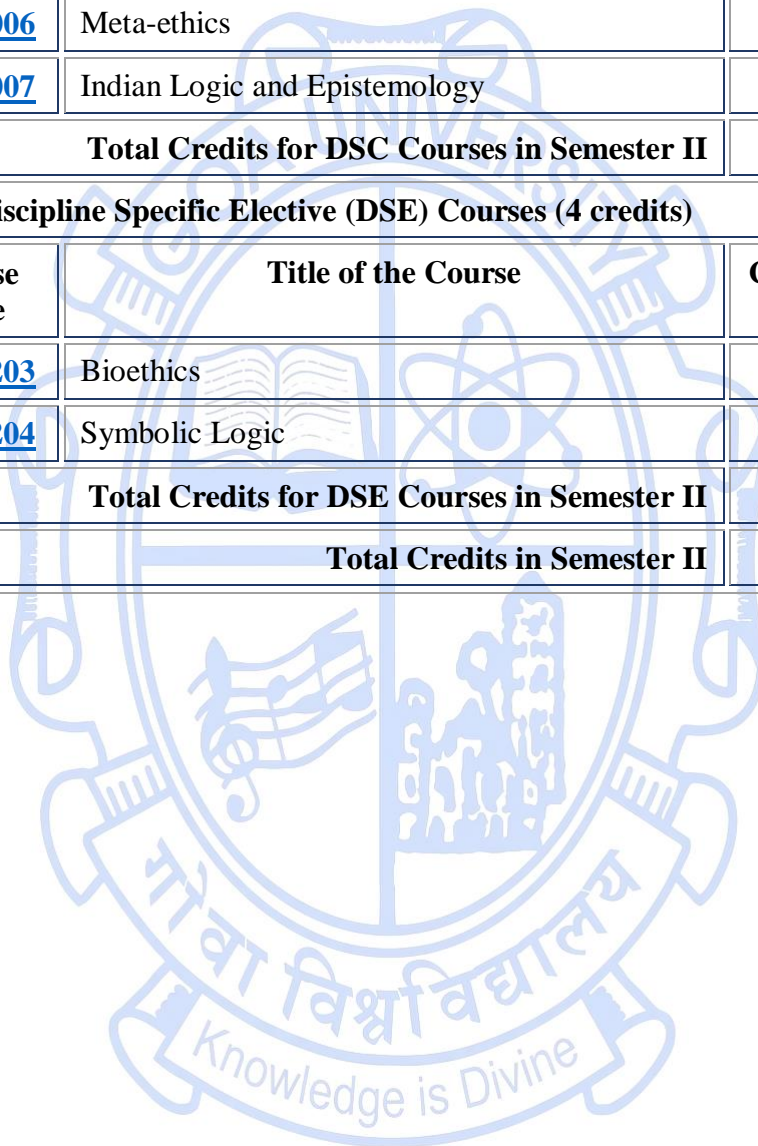 006 Meta-ethics
007 Indian Logic and Epistemology
Total Credits for DSC Courses in Semester II
iscipline Specific Elective (DSE) Courses (4 credits)
se Title of the Course
e
203 Bioethics
204 Symbolic Logic
Total Credits for DSE Courses in Semester II
Total Credits in Semester II
GOA UNIVERSITY
गोंवा विश्वविद्यालय
Knowledge is Divine